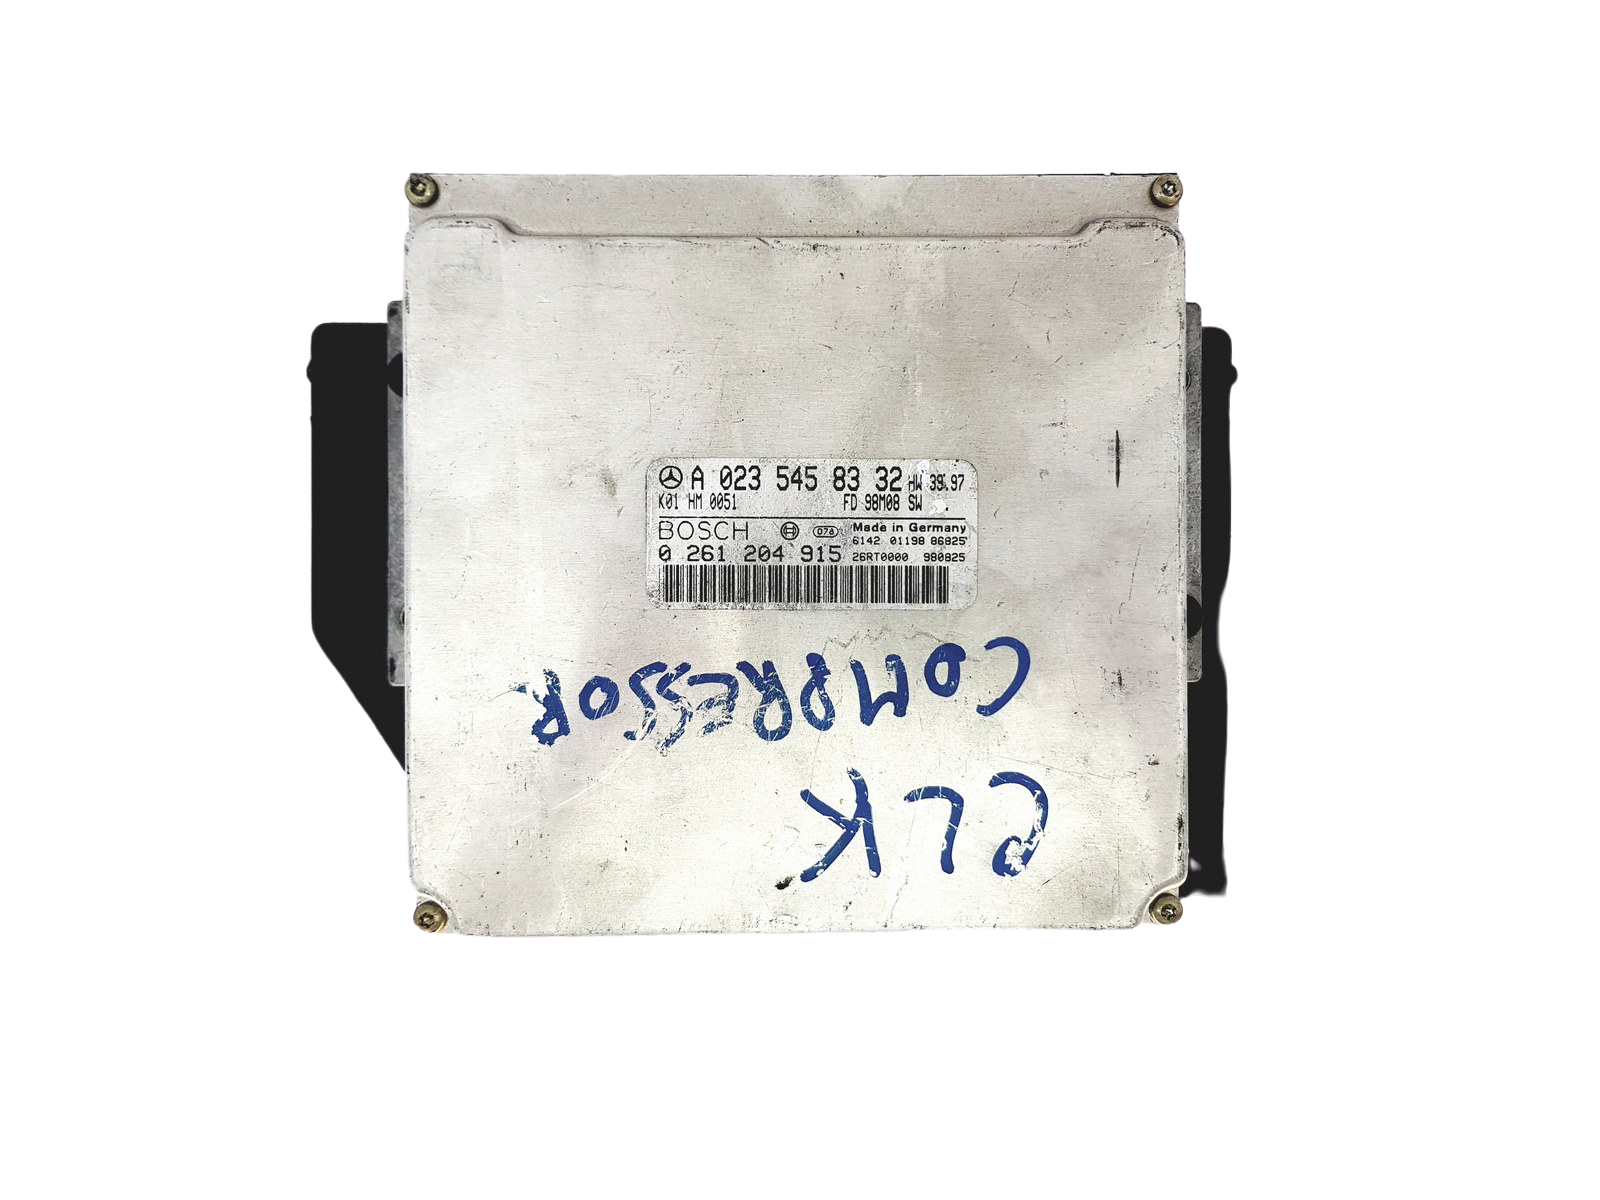 A 023 545 83 32 HW 39.97
K01 HM 0051 FD 98M08 SW
BOSCH 07d Made in Germany
6142 01198 86825
0 261 204 915 26RT0000 980825
CLK
COMPRESSOR